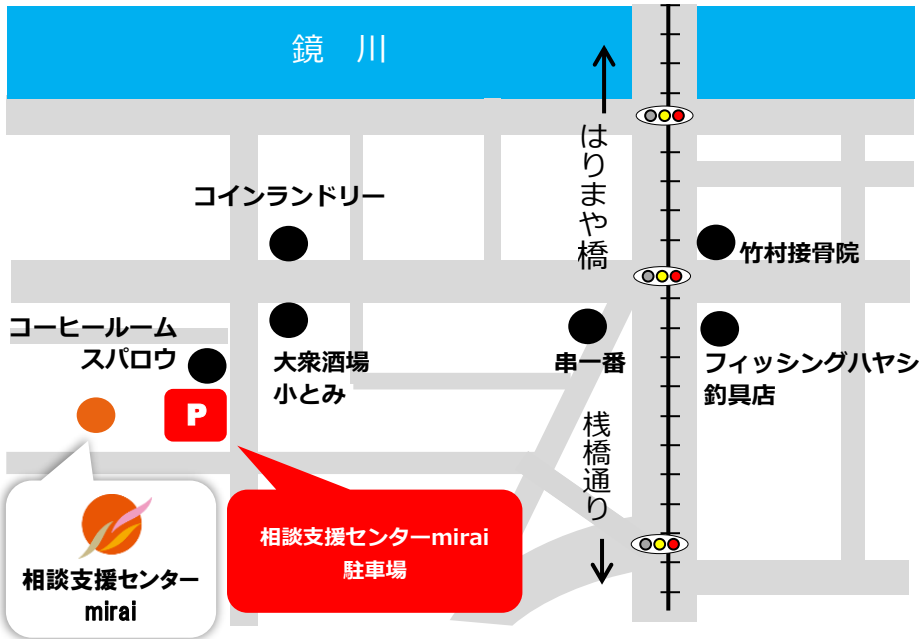 鏡 川
はりまや橋
コインランドリー
竹村接骨院
コーヒールーム
スパロウ
大衆酒場
小とみ
串一番
フィッシングハヤシ
釣具店
P
桟橋通り
相談支援センターmirai
駐車場
相談支援センター
mirai